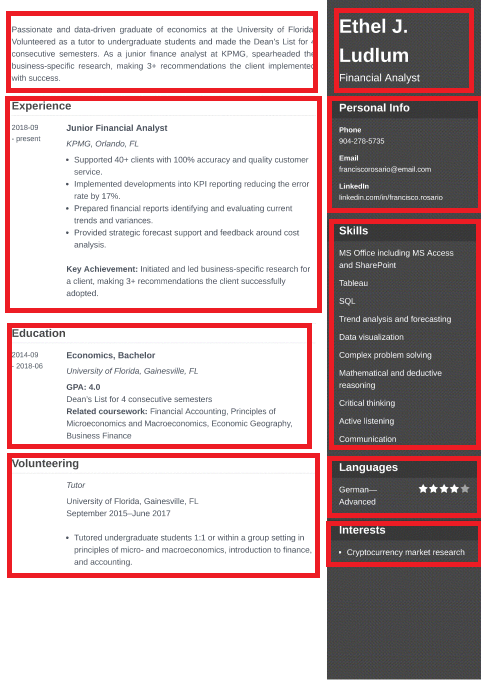 Passionate and data-driven graduate of economics at the University of Florida
Volunteered as a tutor to undergraduate students and made the Dean's List for 4
consecutive semesters. As a junior finance analyst at KPMG, spearheaded the
business-specific research, making 3+ recommendations the client implemented
with success.
Experience
2018-09
- present
Junior Financial Analyst
KPMG, Orlando, FL
• Supported 40+ clients with 100% accuracy and quality customer
service.
• Implemented developments into KPI reporting reducing the error
rate by 17%.
• Prepared financial reports identifying and evaluating current
trends and variances.
• Provided strategic forecast support and feedback around cost
analysis.
Key Achievement: Initiated and led business-specific research for
a client, making 3+ recommendations the client successfully
adopted.
Education
2014-09
- 2018-06
Economics, Bachelor
University of Florida, Gainesville, FL
GPA: 4.0
Dean's List for 4 consecutive semesters
Related coursework: Financial Accounting, Principles of
Microeconomics and Macroeconomics, Economic Geography,
Business Finance
Volunteering
Tutor
University of Florida, Gainesville, FL
September 2015–June 2017
• Tutored undergraduate students 1:1 or within a group setting in
principles of micro- and macroeconomics, introduction to finance,
and accounting.
Ethel J.
Ludlum
Financial Analyst
Personal Info
Phone
904-278-5735
Email
franciscorosario@email.com
LinkedIn
linkedin.com/in/francisco.rosario
Skills
MS Office including MS Access
and SharePoint
Tableau
SQL
Trend analysis and forecasting
Data visualization
Complex problem solving
Mathematical and deductive
reasoning
Critical thinking
Active listening
Communication
Languages
German—
Advanced
Interests
• Cryptocurrency market research